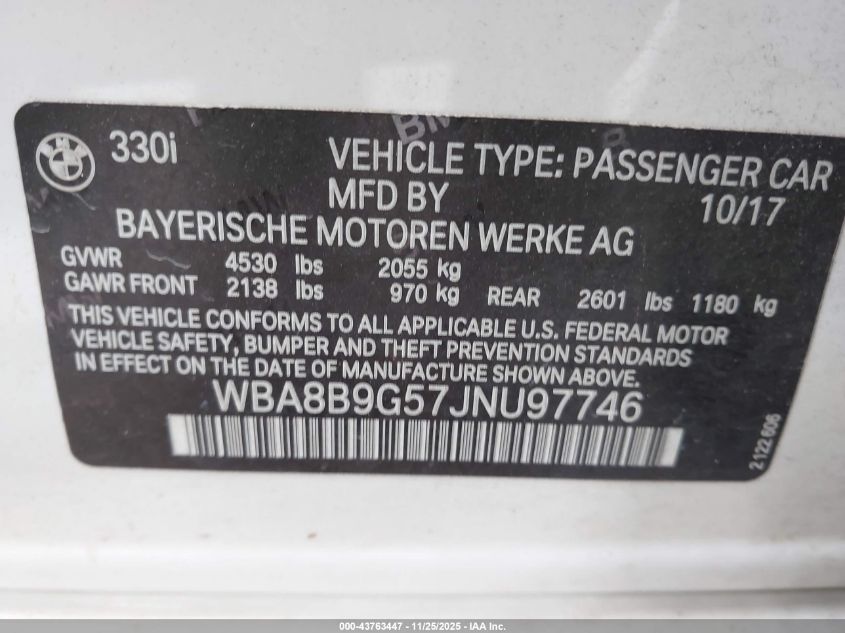 BMW
330i
VEHICLE TYPE: PASSENGER CAR
MFD BY 10/17
BAYERISCHE MOTOREN WERKE AG
GVWR 4530 lbs 2055 kg
GAWR FRONT 2138 lbs 970 kg REAR 2601 lbs 1180 kg
THIS VEHICLE CONFORMS TO ALL APPLICABLE U.S. FEDERAL MOTOR
VEHICLE SAFETY, BUMPER AND THEFT PREVENTION STANDARDS
IN EFFECT ON THE DATE OF MANUFACTURE SHOWN ABOVE.
WBA8B9G57JNU97746
2 122 606
000-43763447 - 11/25/2025 - IAA Inc.